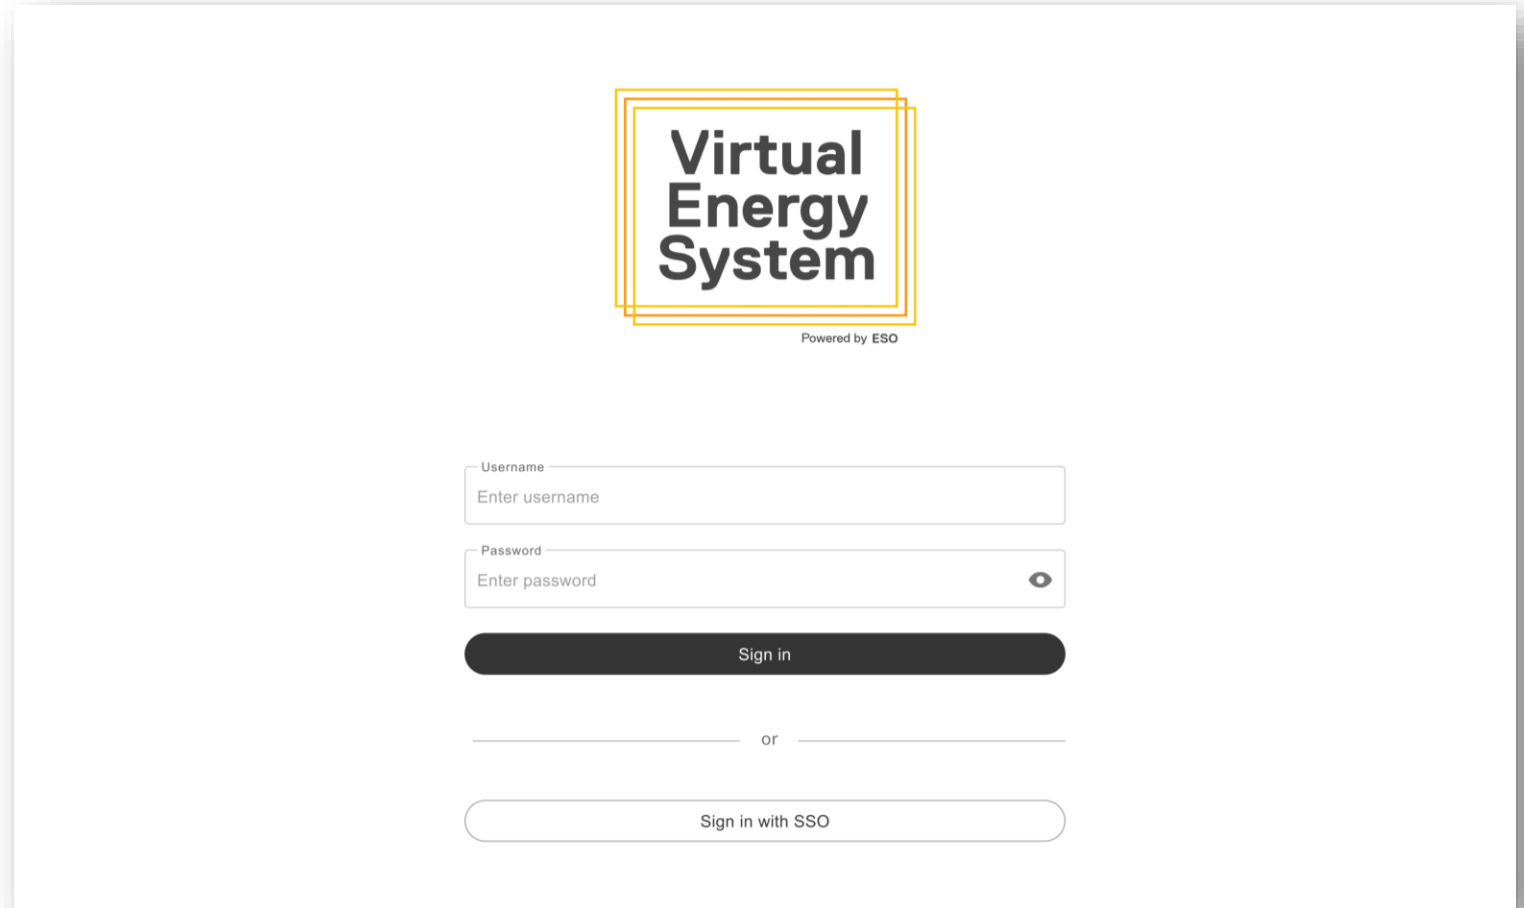 Virtual
Energy
System
Powered by ESO
Username
Enter username
Password
Enter password
Sign in
or
Sign in with SSO